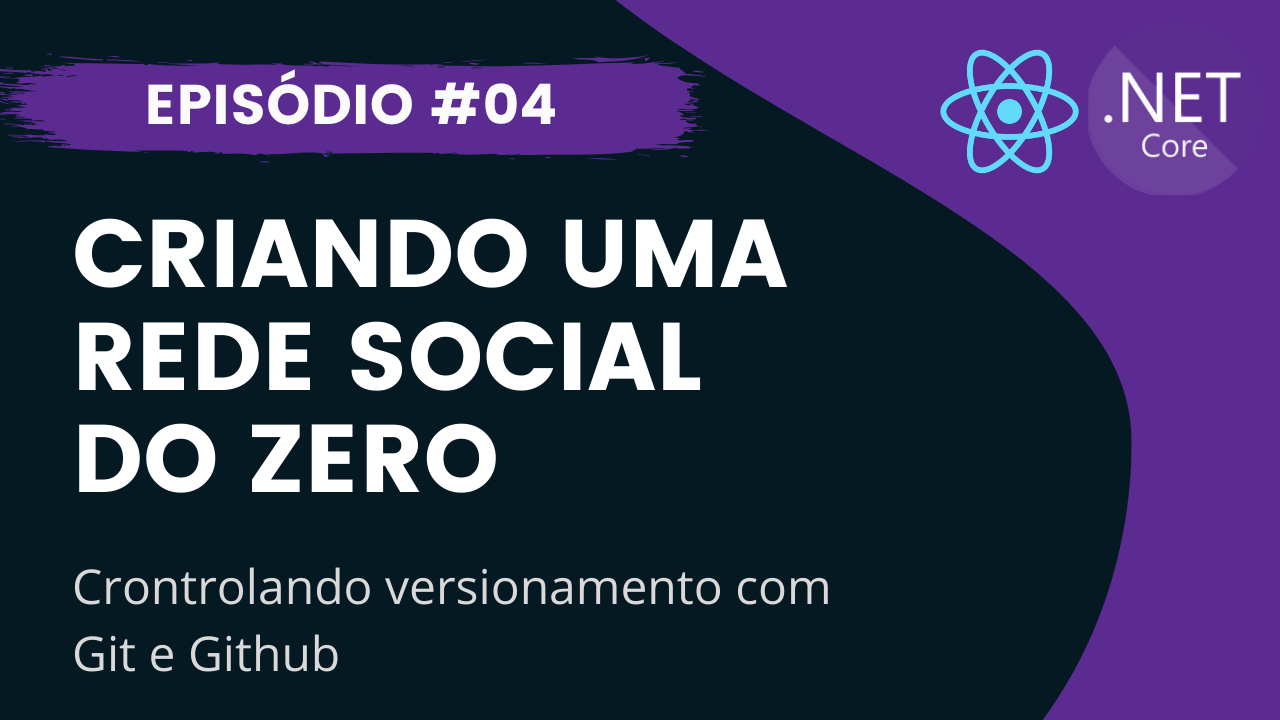 EPISÓDIO #04
.NET
Core
CRIANDO UMA
REDE SOCIAL
DO ZERO
Crontrolando versionamento com
Git e Github